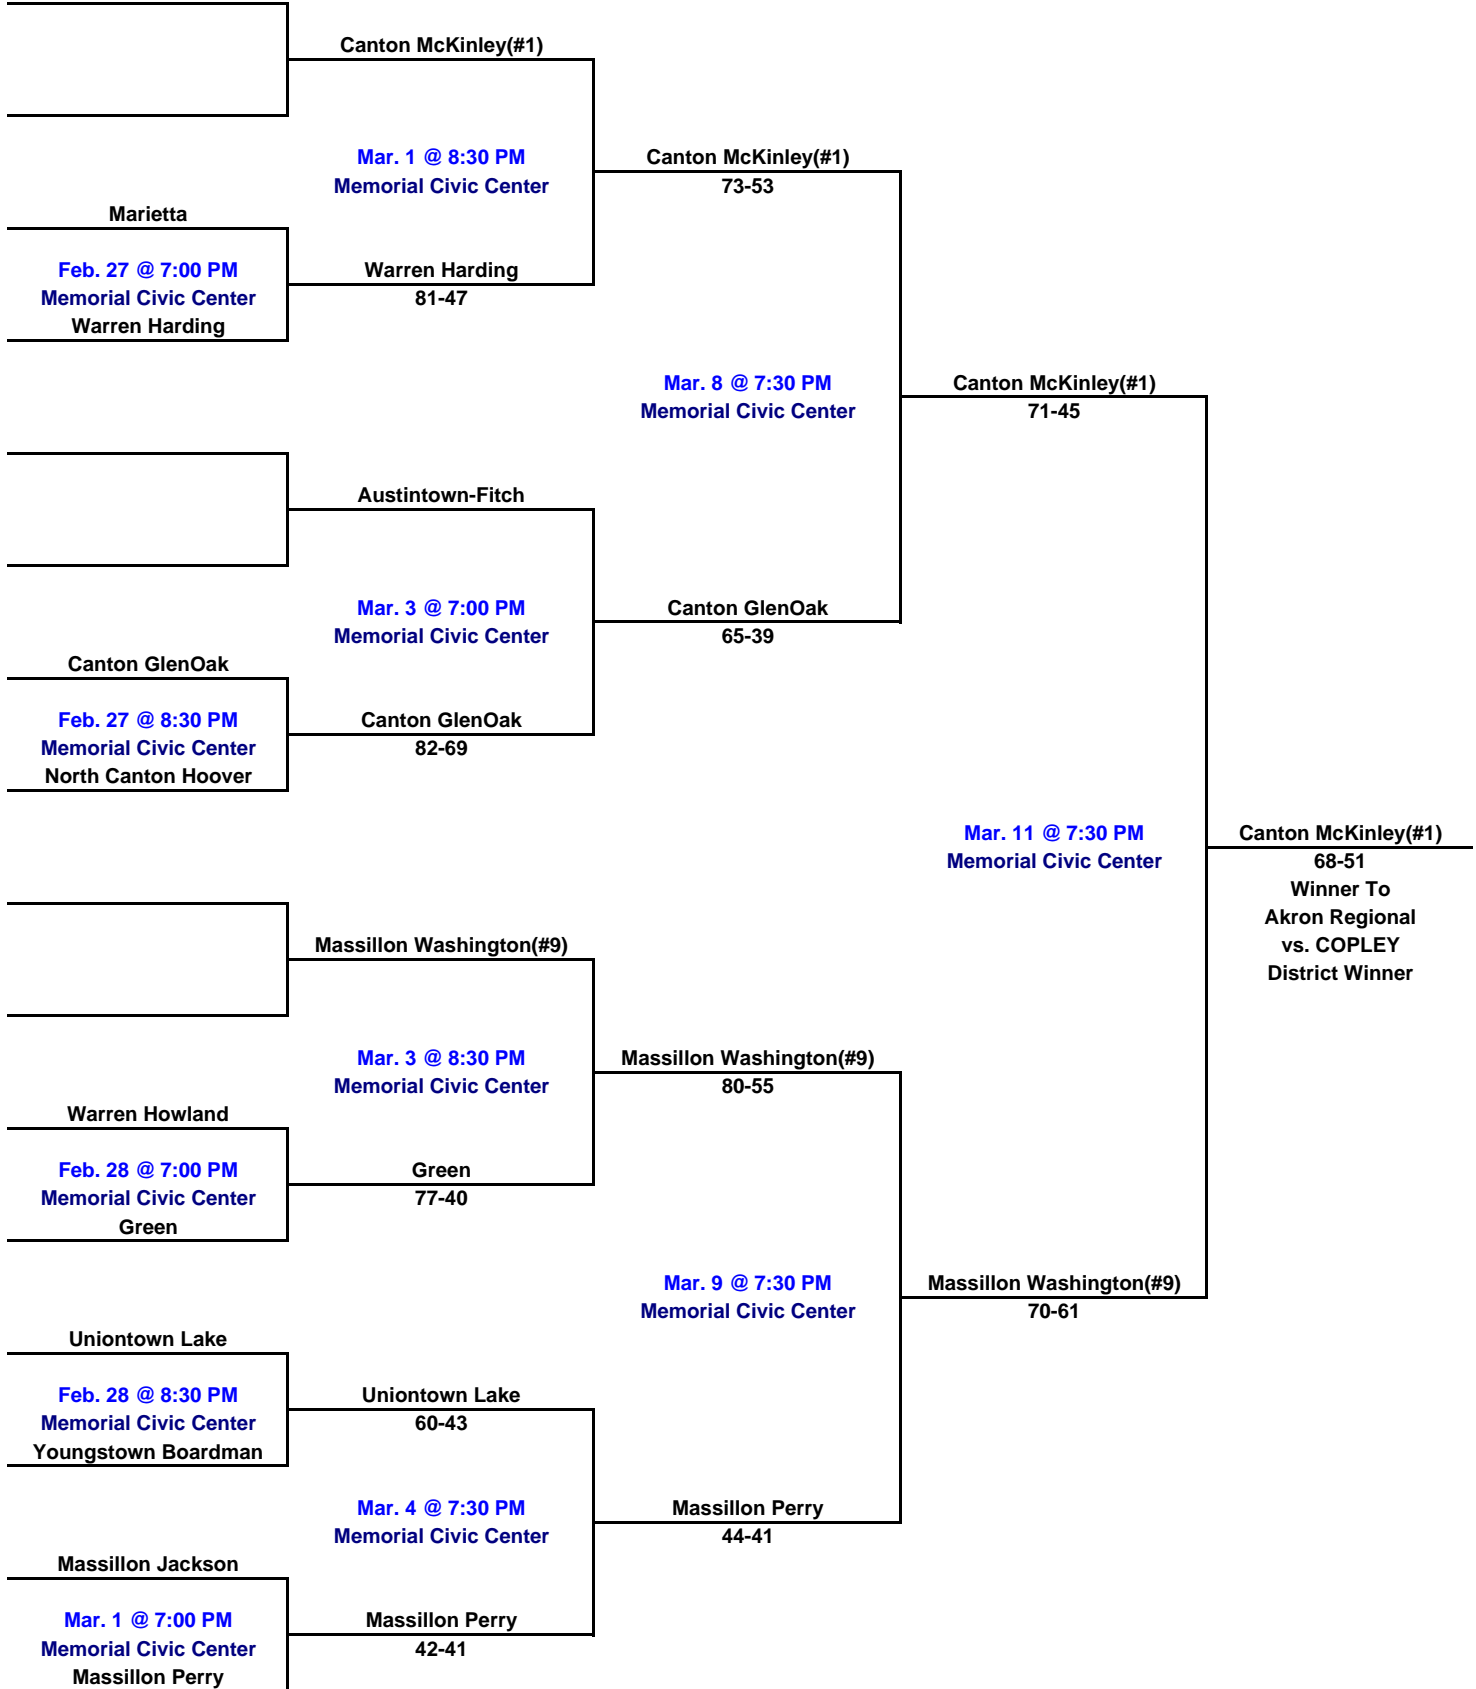 Canton McKinley(#1)
Mar. 1 @ 8:30 PM
Memorial Civic Center
Canton McKinley(#1)
73-53
Marietta
Feb. 27 @ 7:00 PM
Memorial Civic Center
Warren Harding
Warren Harding
81-47
Mar. 8 @ 7:30 PM
Memorial Civic Center
Canton McKinley(#1)
71-45
Austintown-Fitch
Mar. 3 @ 7:00 PM
Memorial Civic Center
Canton GlenOak
65-39
Canton GlenOak
Feb. 27 @ 8:30 PM
Memorial Civic Center
North Canton Hoover
Canton GlenOak
82-69
Mar. 11 @ 7:30 PM
Memorial Civic Center
Canton McKinley(#1)
68-51
Winner To
Akron Regional
vs. COPLEY
District Winner
Massillon Washington(#9)
Mar. 3 @ 8:30 PM
Memorial Civic Center
Massillon Washington(#9)
80-55
Warren Howland
Feb. 28 @ 7:00 PM
Memorial Civic Center
Green
Green
77-40
Mar. 9 @ 7:30 PM
Memorial Civic Center
Massillon Washington(#9)
70-61
Uniontown Lake
Feb. 28 @ 8:30 PM
Memorial Civic Center
Youngstown Boardman
Uniontown Lake
60-43
Mar. 4 @ 7:30 PM
Memorial Civic Center
Massillon Perry
44-41
Massillon Jackson
Mar. 1 @ 7:00 PM
Memorial Civic Center
Massillon Perry
Massillon Perry
42-41